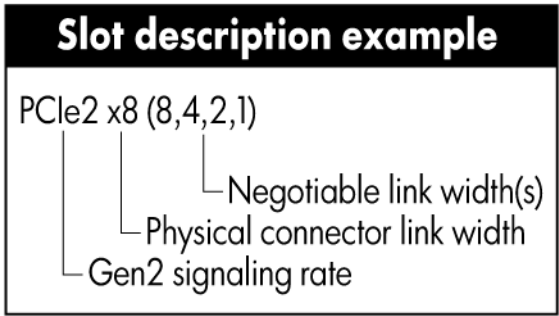 Slot description example
PCIe2 x8 (8,4,2,1)
Negotiable link width(s)
Physical connector link width
Gen2 signaling rate